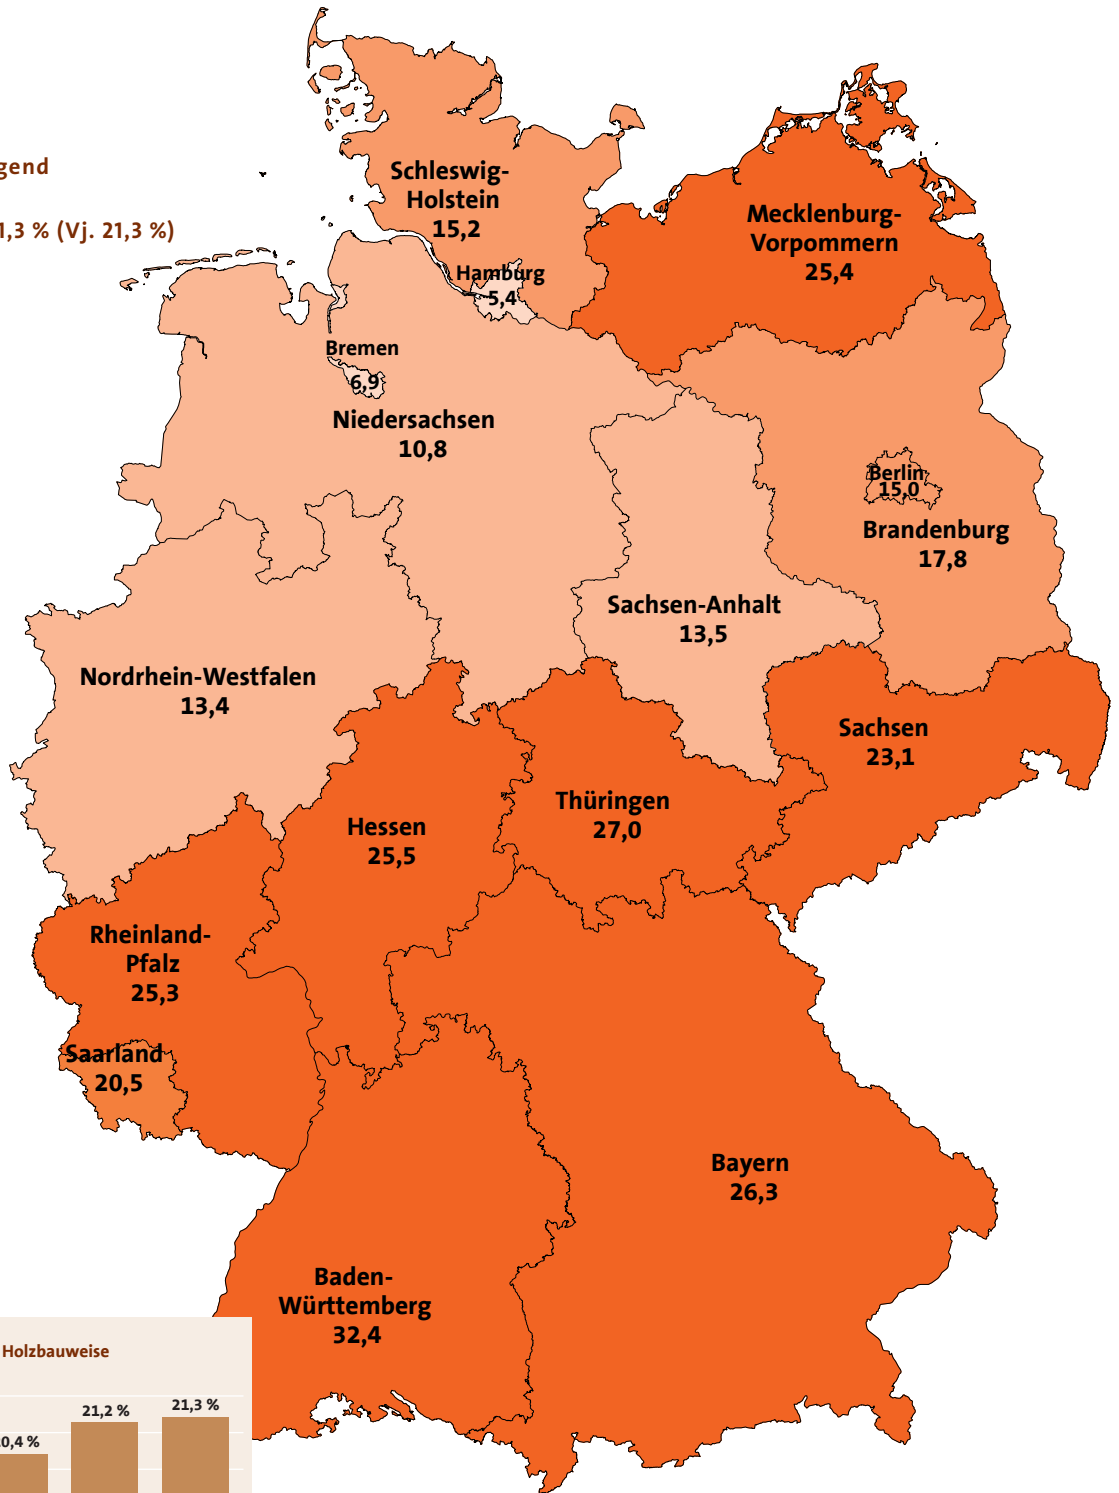 gend
1,3 % (Vj. 21,3 %)
Schleswig-
Holstein
15,2
Mecklenburg-
Vorpommern
25,4
Hamburg
5,4
Bremen
6,9
Niedersachsen
10,8
Berlin
15,0
Brandenburg
17,8
Sachsen-Anhalt
13,5
Nordrhein-Westfalen
13,4
Sachsen
23,1
Thüringen
27,0
Hessen
25,5
Rheinland-
Pfalz
25,3
Saarland
20,5
Bayern
26,3
Baden-
Württemberg
32,4
Holzbauweise
0,4 %
21,2 %
21,3 %